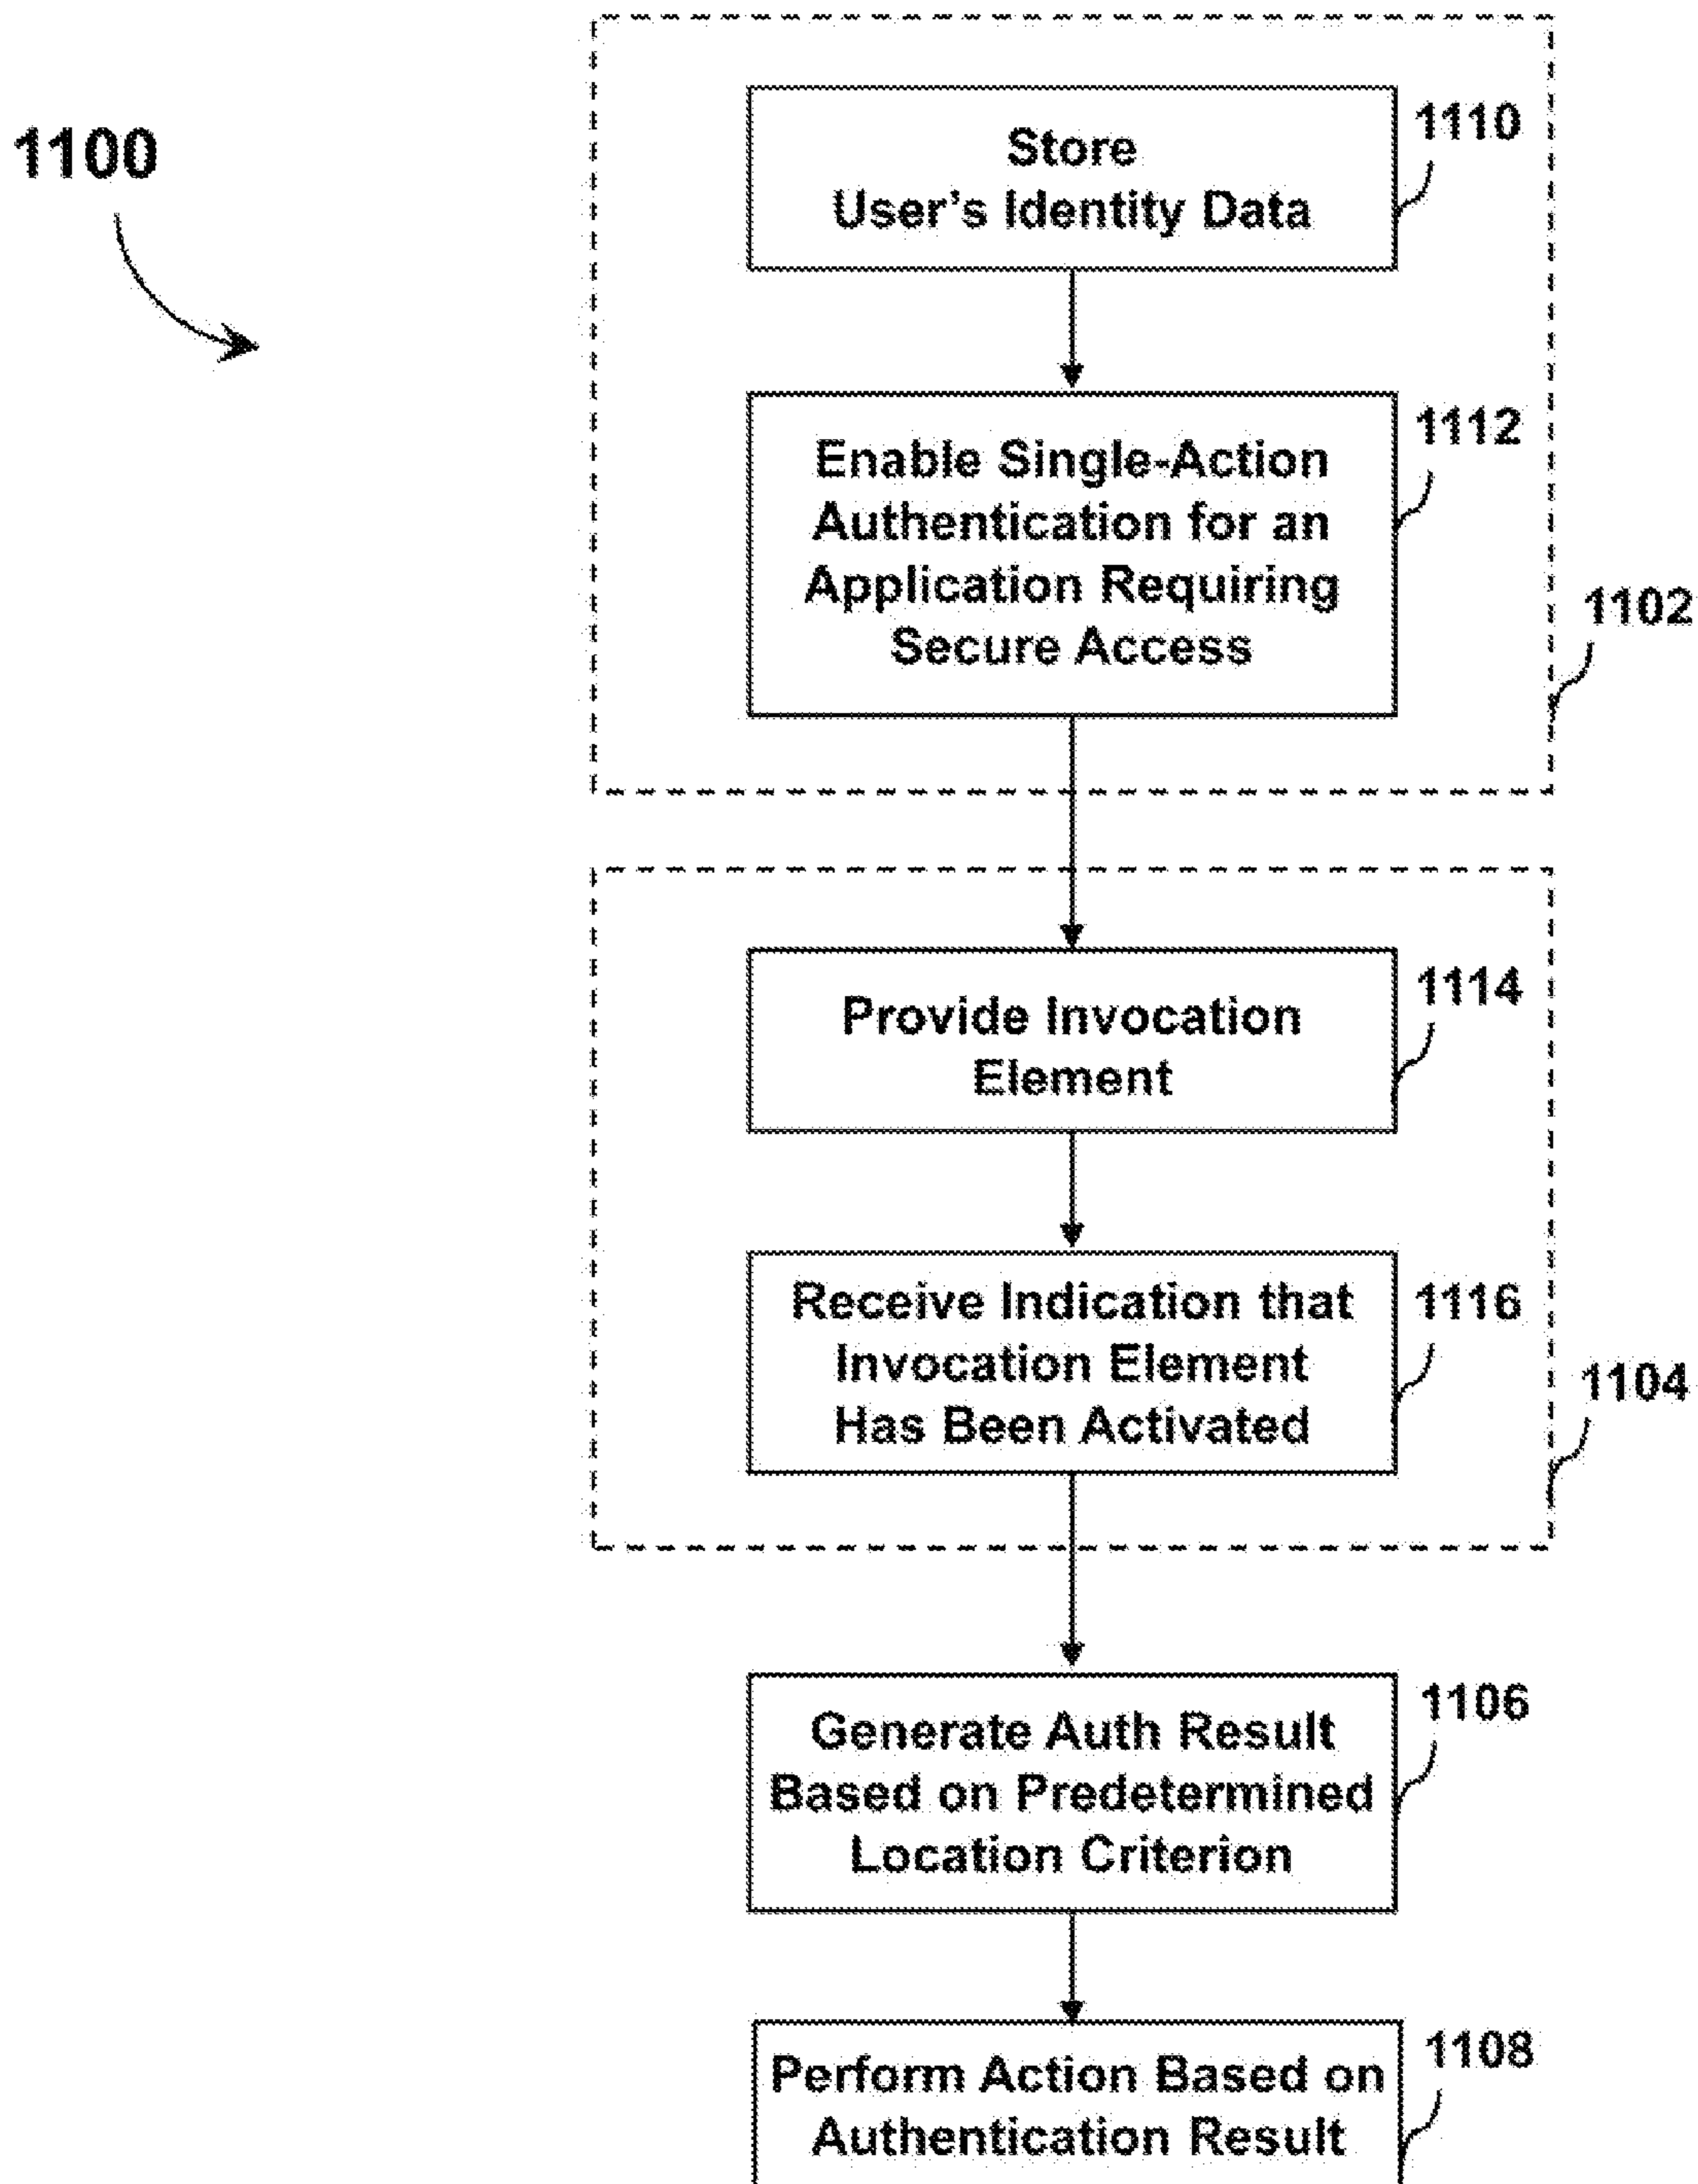 1100
1110
Store
User's Identity Data
1112
Enable Single-Action
Authentication for an
Application Requiring
Secure Access
1102
1114
Provide Invocation
Element
1116
Receive Indication that
Invocation Element
Has Been Activated
1104
1106
Generate Auth Result
Based on Predetermined
Location Criterion
1108
Perform Action Based on
Authentication Result